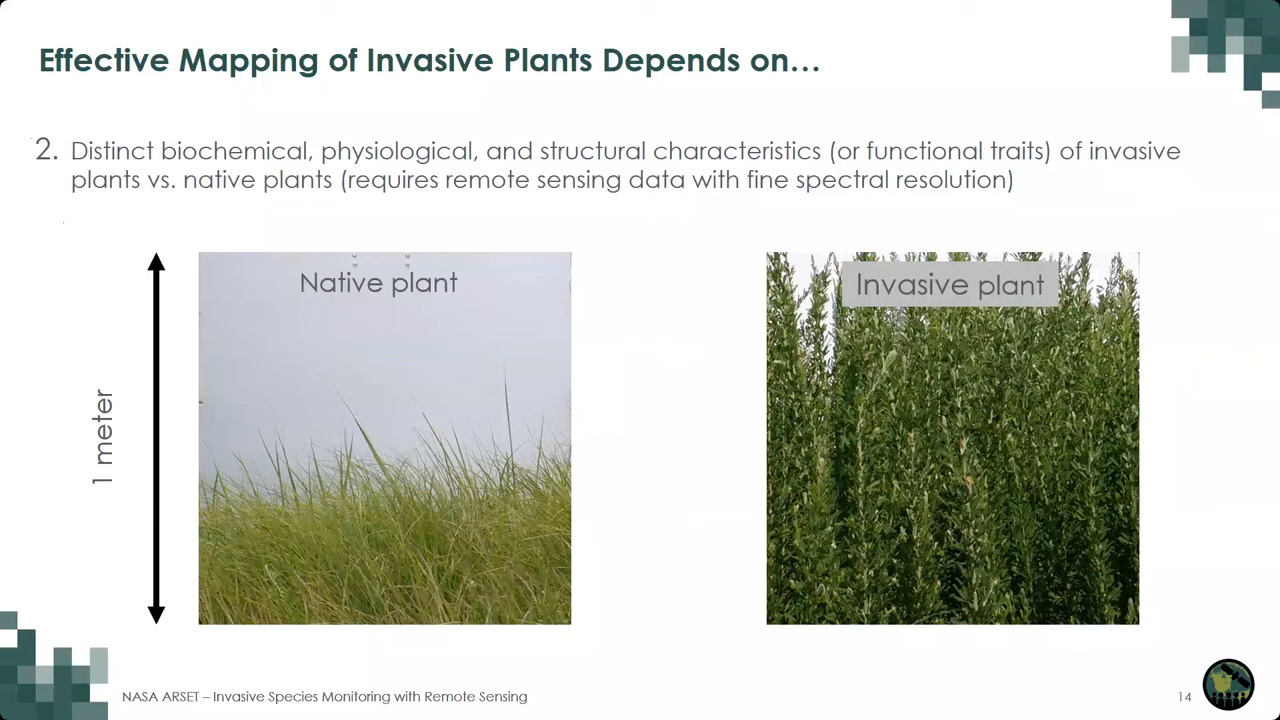 Effective Mapping of Invasive Plants Depends on…
2. Distinct biochemical, physiological, and structural characteristics (or functional traits) of invasive
plants vs. native plants (requires remote sensing data with fine spectral resolution)
1 meter
Native plant
Invasive plant
NASA ARSET – Invasive Species Monitoring with Remote Sensing
14